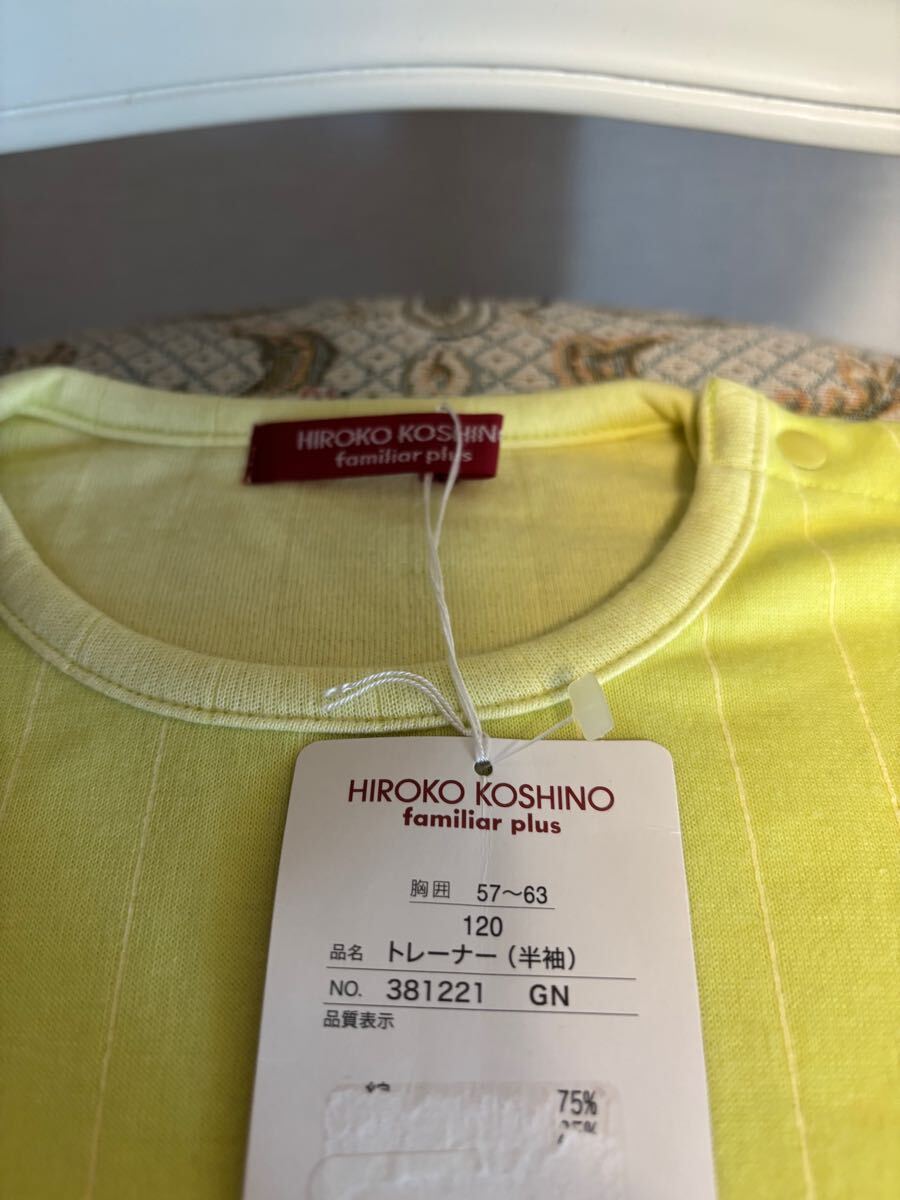 HIROKO KOSHIN
familiar plus
HIROKO KOSHINO
familiar plus
胸囲 57～63
120
品名 トレーナー(半袖)
NO. 381221 GN
品質表示
75%